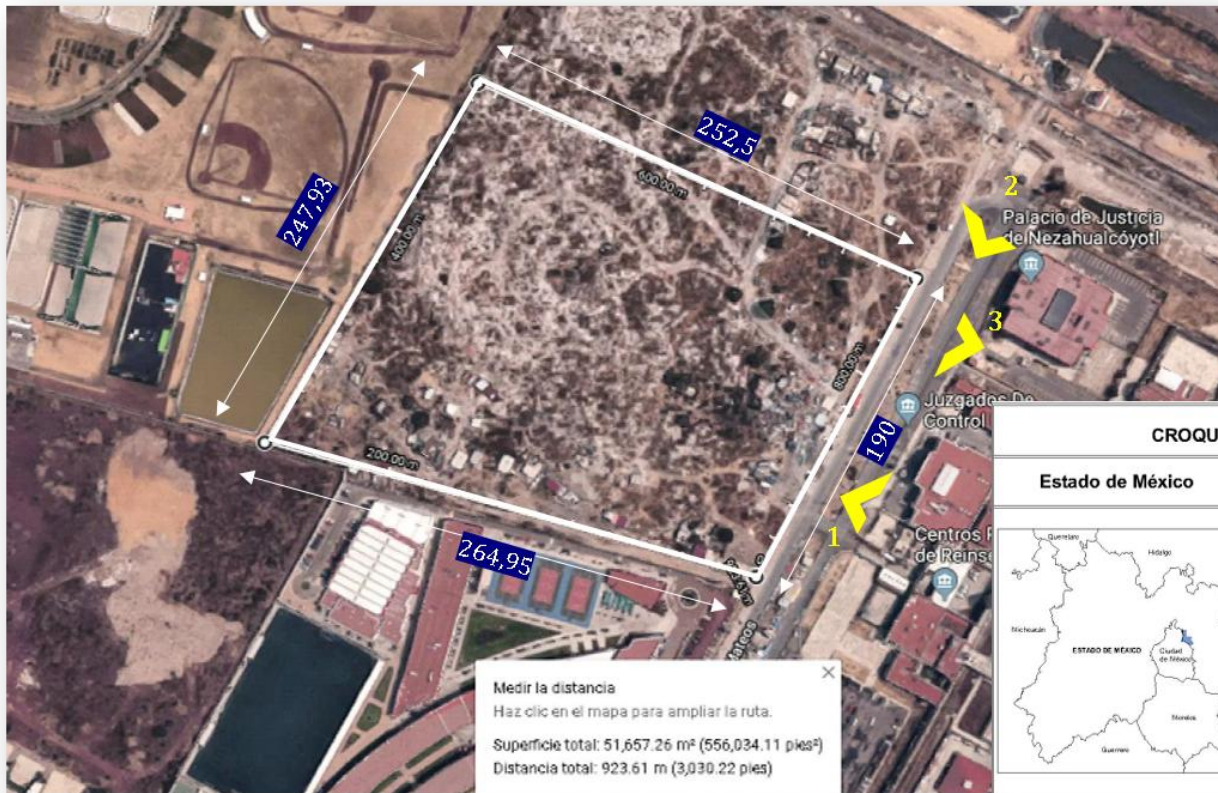 252,5
247,93
600.00 m
400.00 m
2
Palacio de Justicia
de Nezahualcóyotl
3
800.00 m
Juzgados De
Control
190
200.00 m
264,95
1
Centros
de Reinse
Mateos
CROQU
Estado de México
Querétaro
Hidalgo
Michoacán
ESTADO DE MÉXICO
Ciudad
de México
Morelos
Guerrero
Medir la distancia
Haz clic en el mapa para ampliar la ruta.
Superficie total: 51,657.26 m² (556,034.11 pies²)
Distancia total: 923.61 m (3,030.22 pies)